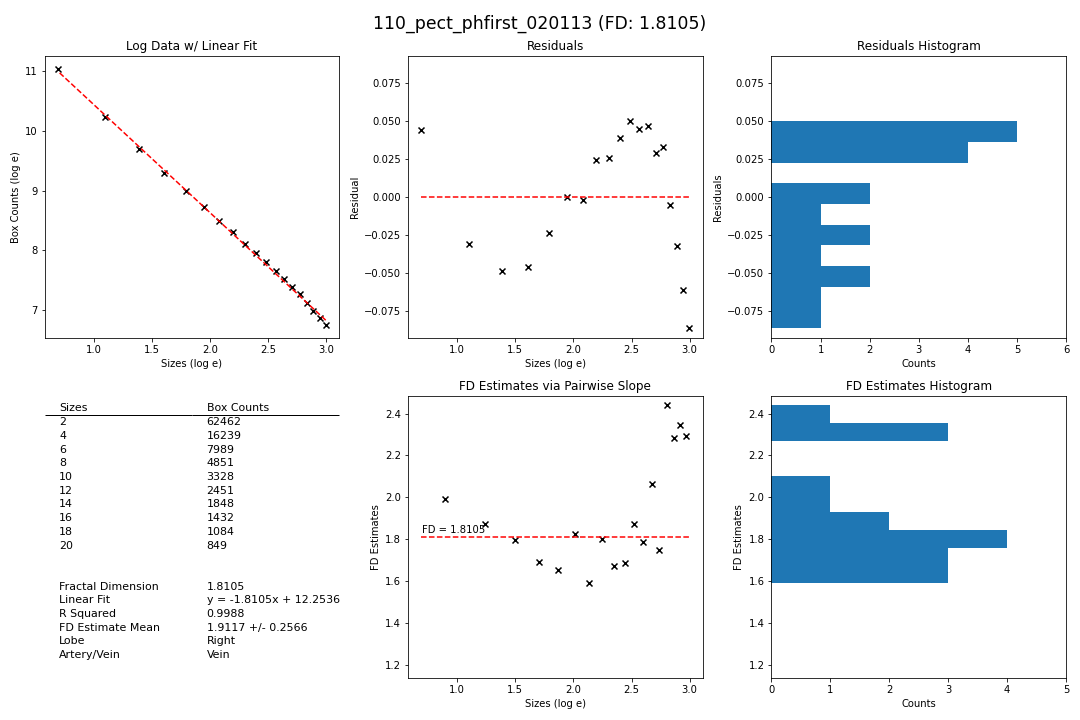 110_pect_phfirst_020113 (FD: 1.8105)
Log Data w/ Linear Fit
Box Counts (log e)
11
10
9
8
7
1.0 1.5 2.0 2.5 3.0
Sizes (log e)
Residuals
Residual
0.075
0.050
0.025
0.000
−0.025
−0.050
−0.075
1.0 1.5 2.0 2.5 3.0
Sizes (log e)
Residuals Histogram
Residuals
0.075
0.050
0.025
0.000
−0.025
−0.050
−0.075
0 1 2 3 4 5 6
Counts
Sizes Box Counts
2 62462
4 16239
6 7989
8 4851
10 3328
12 2451
14 1848
16 1432
18 1084
20 849
Fractal Dimension 1.8105
Linear Fit y = -1.8105x + 12.2536
R Squared 0.9988
FD Estimate Mean 1.9117 +/- 0.2566
Lobe Right
Artery/Vein Vein
FD Estimates via Pairwise Slope
FD Estimates
2.4
2.2
2.0
1.8
1.6
1.4
1.2
FD = 1.8105
1.0 1.5 2.0 2.5 3.0
Sizes (log e)
FD Estimates Histogram
FD Estimates
2.4
2.2
2.0
1.8
1.6
1.4
1.2
0 1 2 3 4 5
Counts